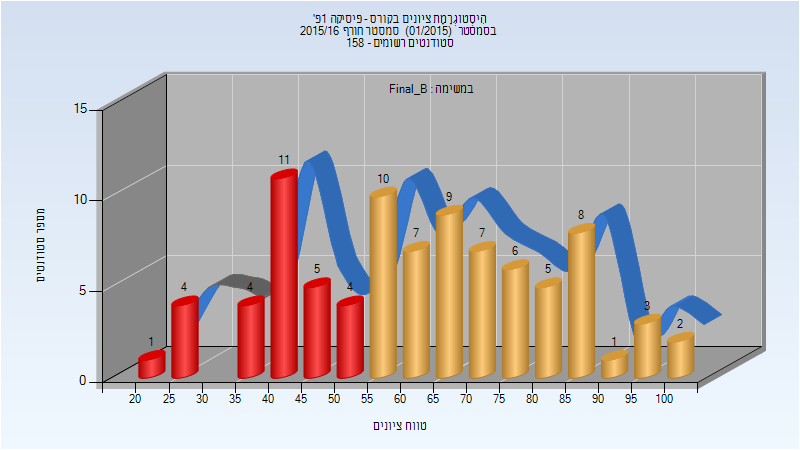 היסטוגרמת ציונים בקורס - פיסיקה 1פ'
בסמסטר (01/2015) סמסטר חורף 2015/16
סטודנטים רשומים - 158
במשימה : Final_B
מספר סטודנטים
15
10
5
0
1
4
4
11
5
4
10
7
9
7
6
5
8
1
3
2
20 25 30 35 40 45 50 55 60 65 70 75 80 85 90 95 100
טווח ציונים